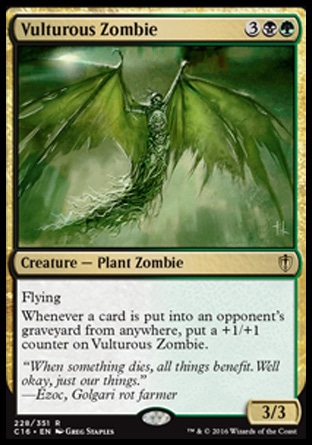 Vulturous Zombie 3
Creature — Plant Zombie
Flying
Whenever a card is put into an opponent's
graveyard from anywhere, put a +1/+1
counter on Vulturous Zombie.
"When something dies, all things benefit. Well
okay, just our things."
—Ézoc, Golgari rot farmer
3/3
228/351 R
C16 • EN Greg Staples
™ & © 2016 Wizards of the Coast